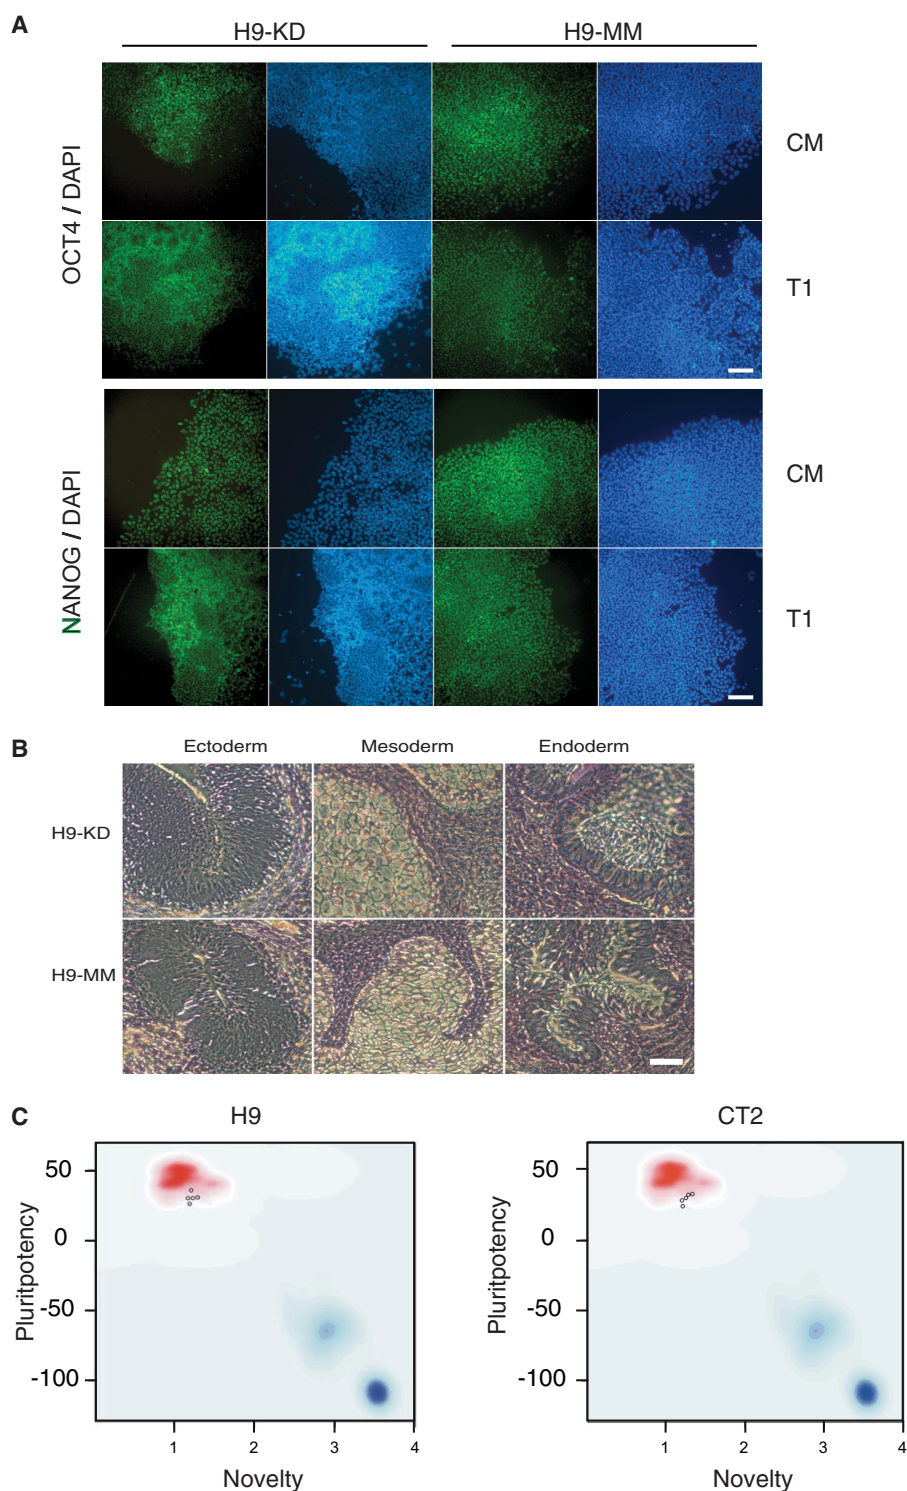 A
H9-KD
H9-MM
OCT4 / DAPI
CM
T1
NANOG / DAPI
CM
T1
B
Ectoderm
Mesoderm
Endoderm
H9-KD
H9-MM
C
H9
CT2
Pluritpotency
50
0
-50
-100
1
2
3
4
Novelty
Pluritpotency
50
0
-50
-100
1
2
3
4
Novelty